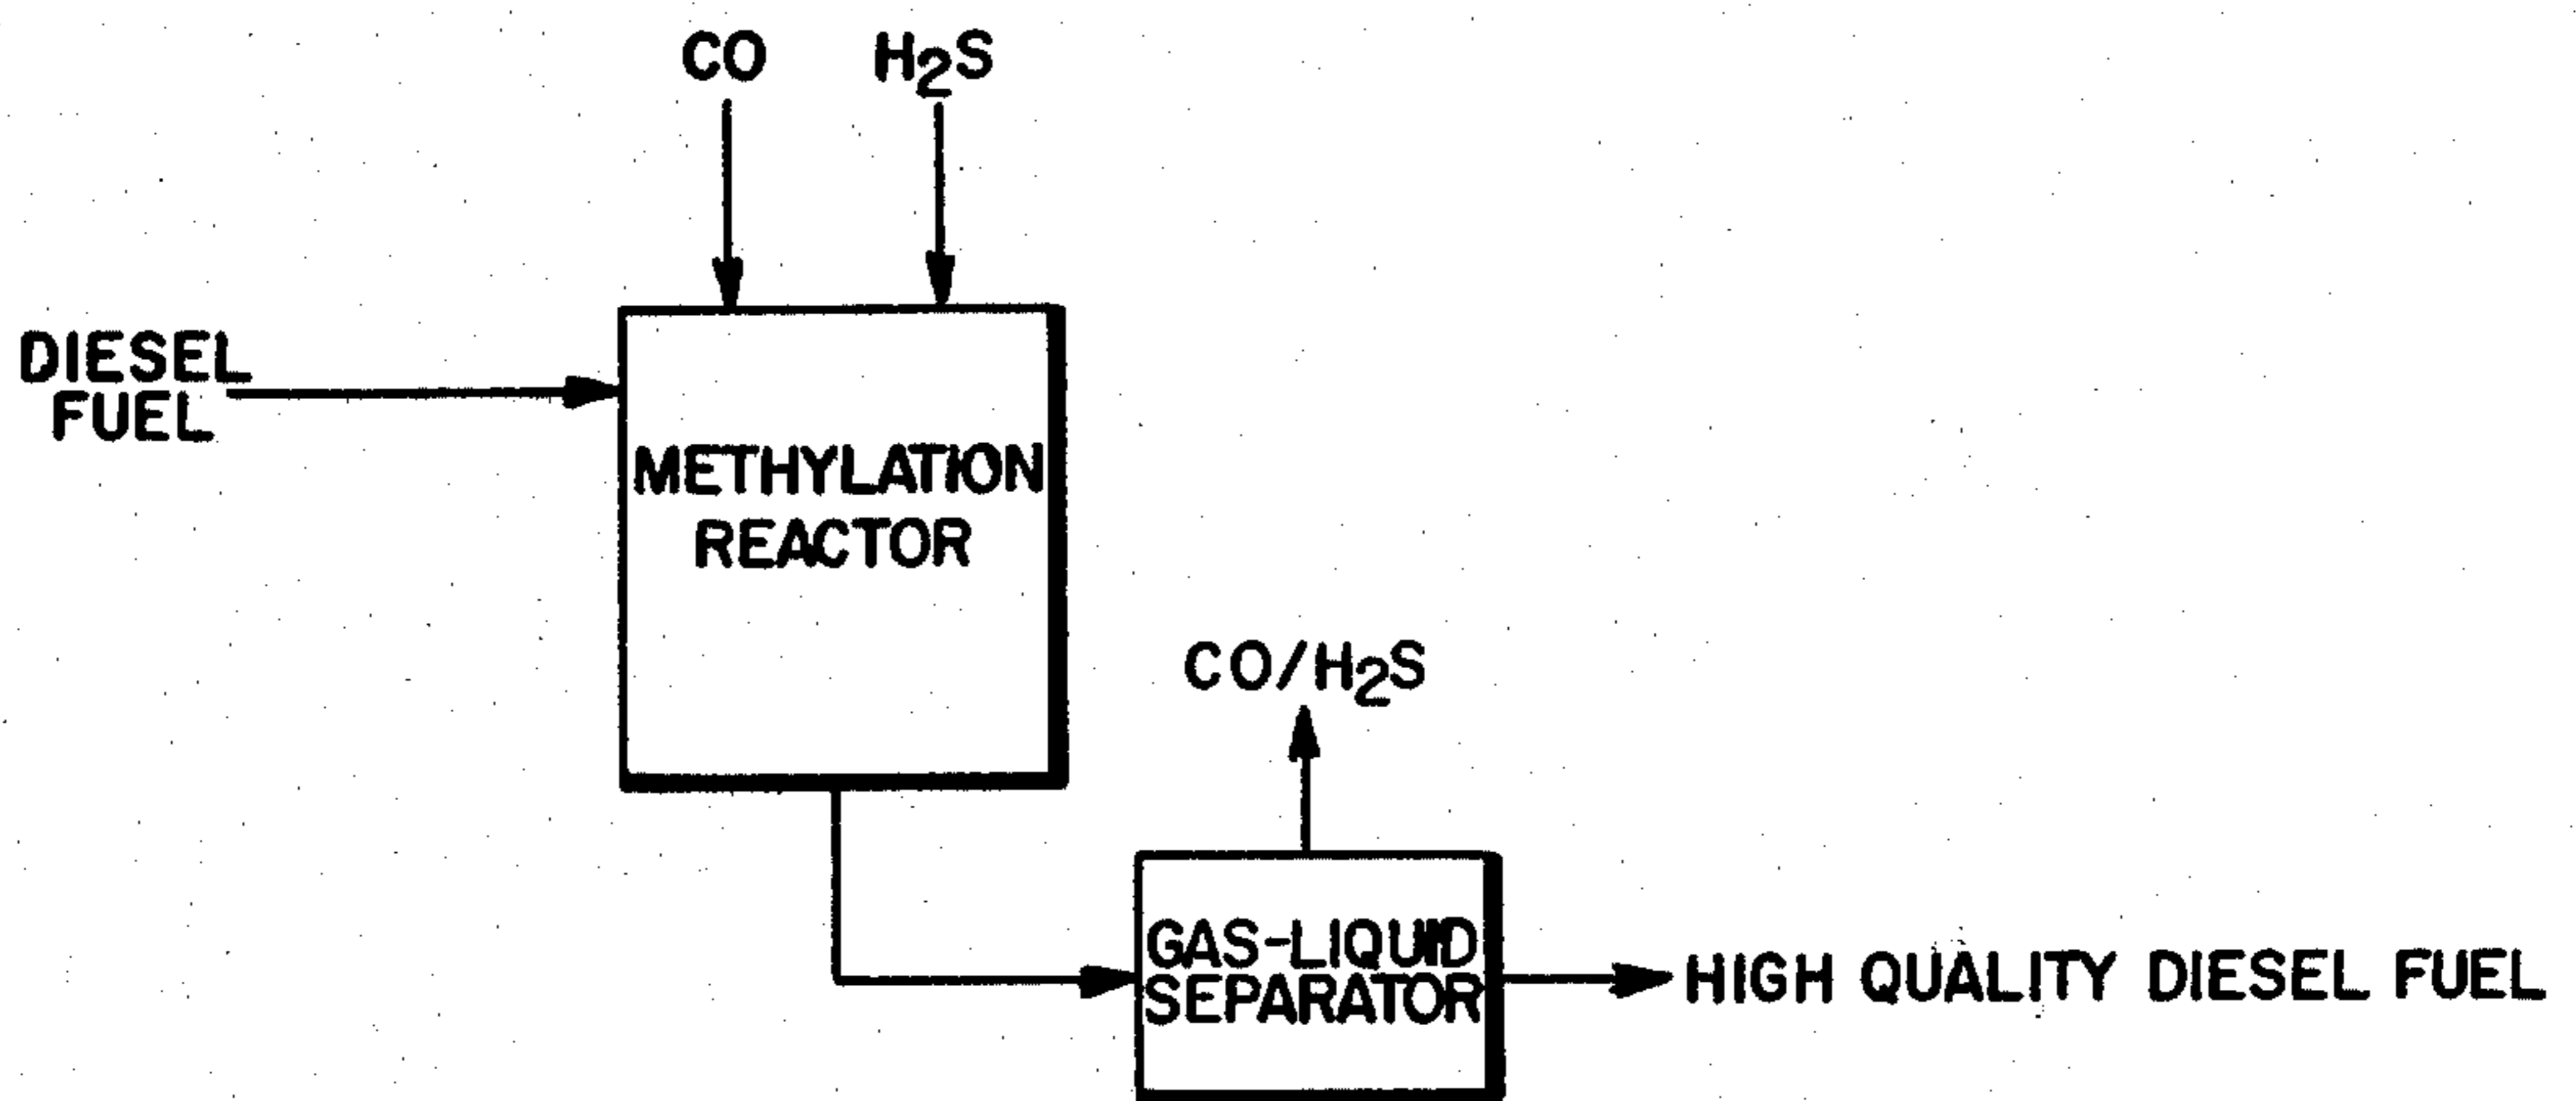 CO
H2S
DIESEL
FUEL
METHYLATION
REACTOR
CO/H2S
GAS-LIQUID
SEPARATOR
HIGH QUALITY DIESEL FUEL